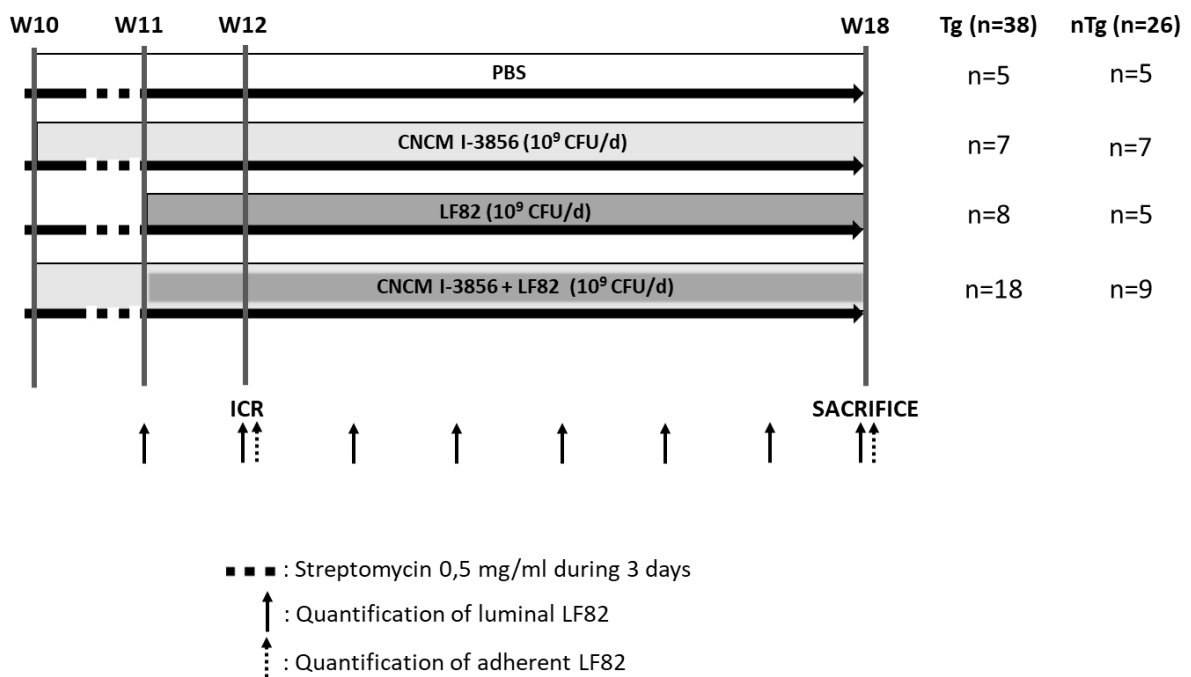 W10 W11 W12 W18 Tg (n=38) nTg (n=26)
PBS n=5 n=5
CNCM I-3856 (10⁹ CFU/d) n=7 n=7
LF82 (10⁹ CFU/d) n=8 n=5
CNCM I-3856 + LF82 (10⁹ CFU/d) n=18 n=9
ICR SACRIFICE
: Streptomycin 0,5 mg/ml during 3 days
: Quantification of luminal LF82
: Quantification of adherent LF82